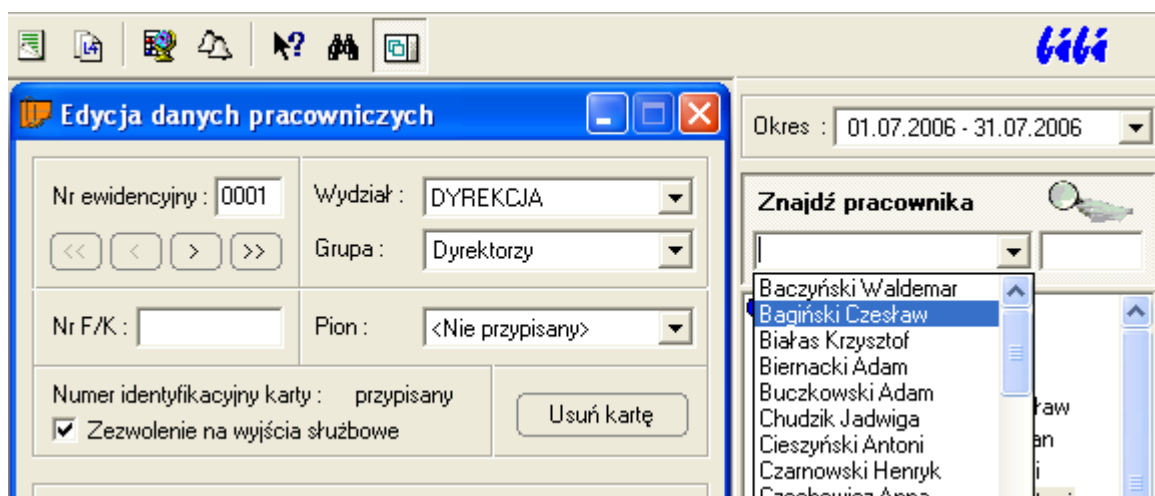 bibi
Edycja danych pracowniczych
Nr ewidencyjny : 0001
Wydział : DYREKCJA
<< < > >>
Grupa : Dyrektorzy
Nr F/K :
Pion : <Nie przypisany>
Numer identyfikacyjny karty : przypisany
Zezwolenie na wyjścia służbowe
Usuń kartę
Okres : 01.07.2006 - 31.07.2006
Znajdź pracownika
Baczyński Waldemar
Bagiński Czesław
Białas Krzysztof
Biernacki Adam
Buczkowski Adam
Chudzik Jadwiga
Cieszyński Antoni
Czarnowski Henryk